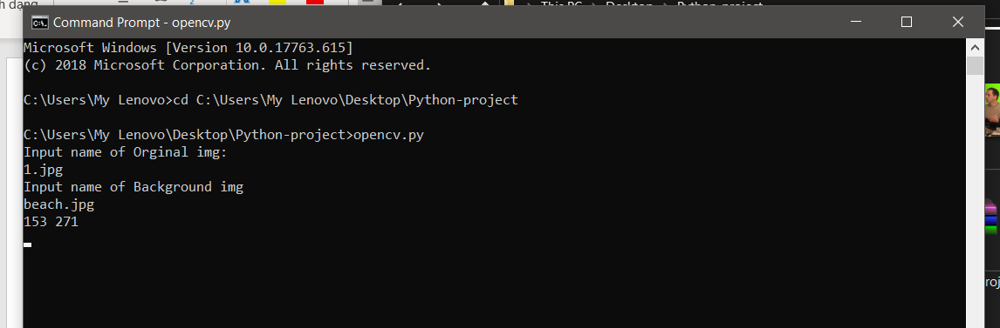 Command Prompt - opencv.py
Microsoft Windows [Version 10.0.17763.615]
(c) 2018 Microsoft Corporation. All rights reserved.
C:\Users\My Lenovo>cd C:\Users\My Lenovo\Desktop\Python-project
C:\Users\My Lenovo\Desktop\Python-project>opencv.py
Input name of Orginal img:
1.jpg
Input name of Background img
beach.jpg
153 271